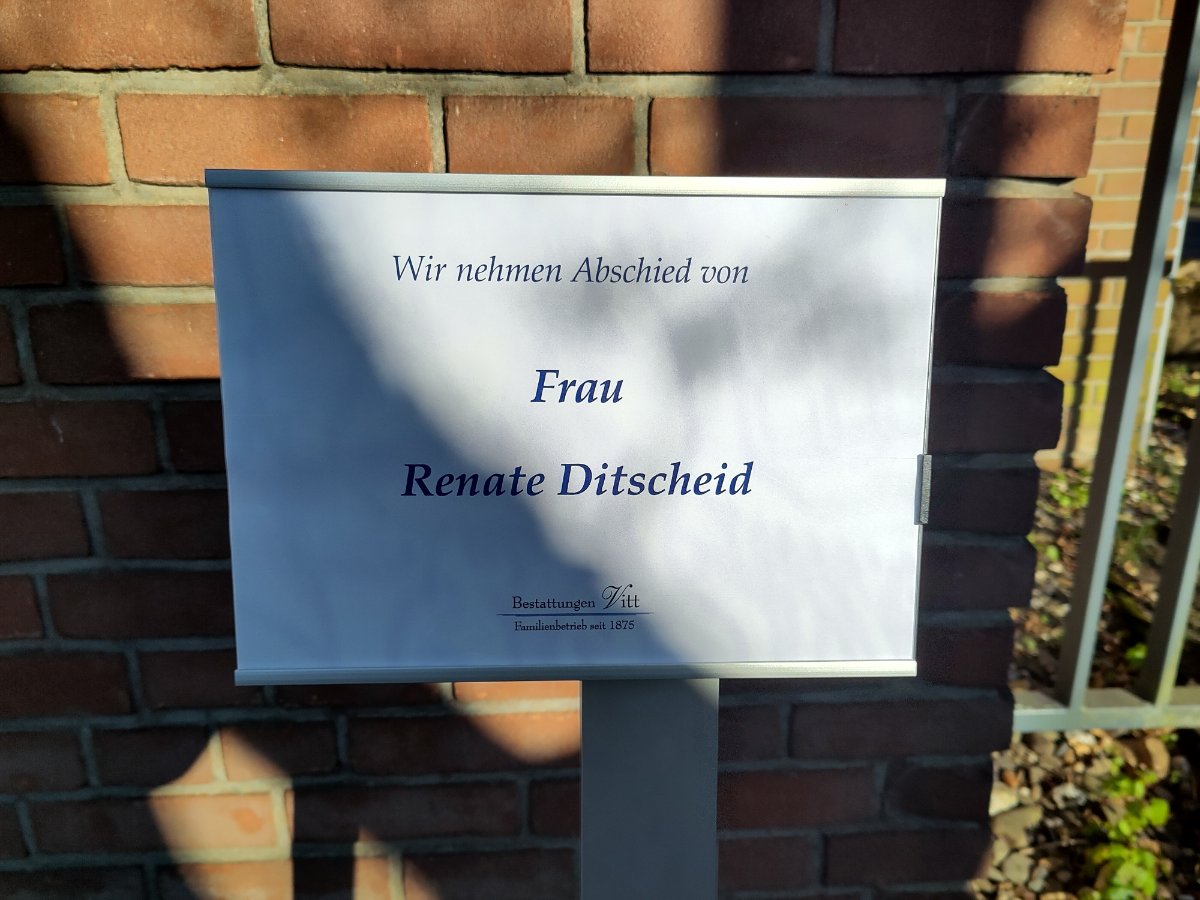 Wir nehmen Abschied von
Frau
Renate Ditscheid
Bestattungen Vitt
Familienbetrieb seit 1875